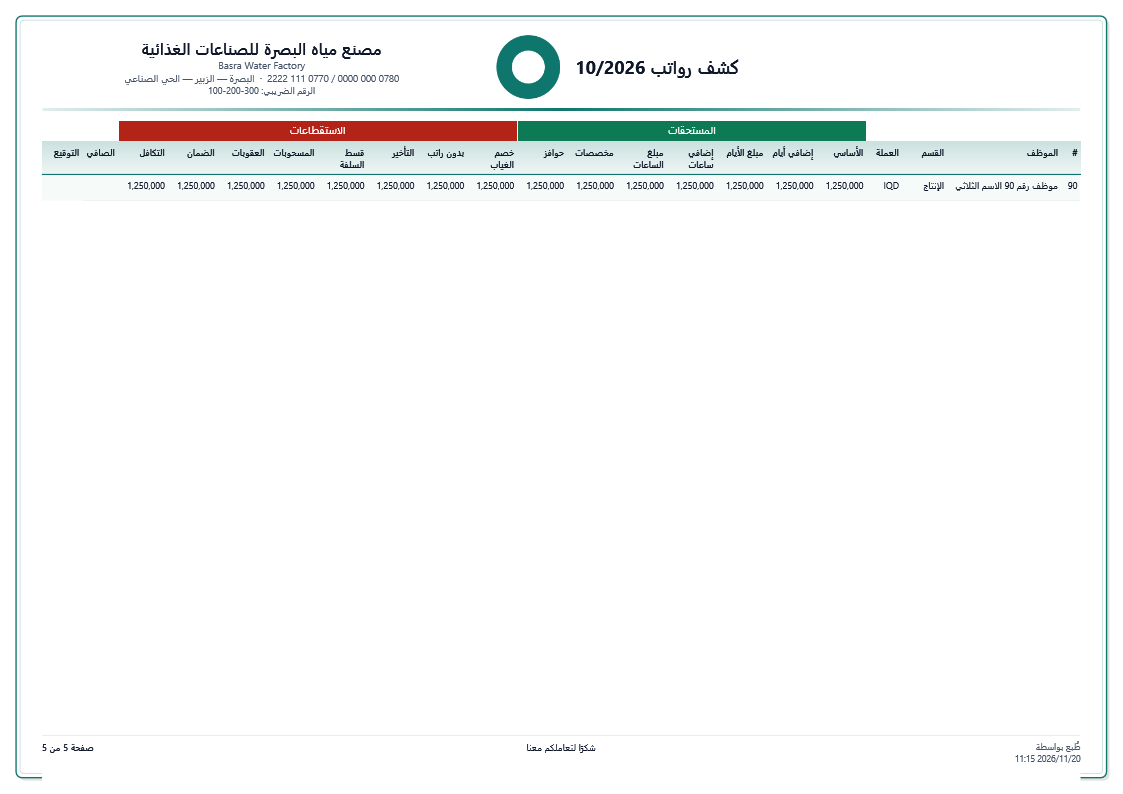 مصنع مياه البصرة للصناعات الغذائية
Basra Water Factory
البصرة — الزبير — الحي الصناعي · 0780 000 0000 / 0770 111 2222
الرقم الضريبي: 300-200-100
كشف رواتب 10/2026
المستحقات الاستقطاعات
# الموظف القسم العملة الأساسي إضافي أيام مبلغ الأيام إضافي ساعات مبلغ الساعات مخصصات حوافز خصم الغياب بدون راتب التأخير قسط السلفة المسحوبات العقوبات الضمان التكافل الصافي التوقيع
90 موظف رقم 90 الاسم الثلاثي الإنتاج IQD 1,250,000 1,250,000 1,250,000 1,250,000 1,250,000 1,250,000 1,250,000 1,250,000 1,250,000 1,250,000 1,250,000 1,250,000 1,250,000 1,250,000 1,250,000
طُبع بواسطة
2026/11/20 11:15
شكرًا لتعاملكم معنا
صفحة 5 من 5